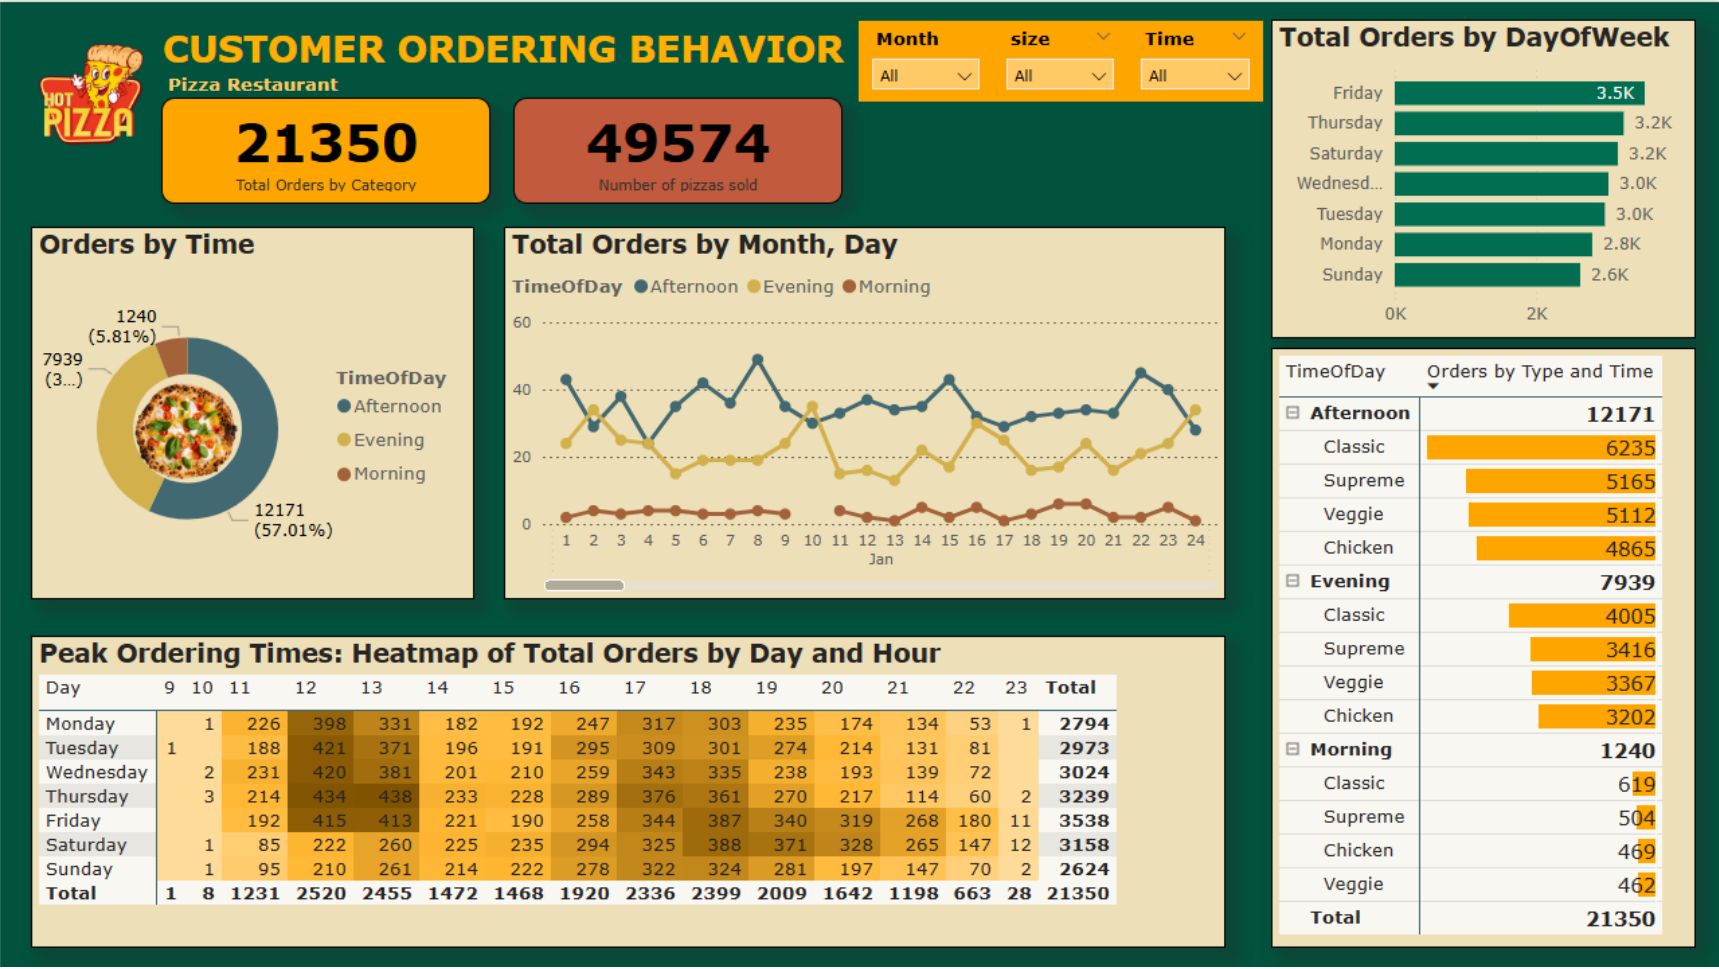 HOT
PIZZA
CUSTOMER ORDERING BEHAVIOR
Pizza Restaurant
21350
Total Orders by Category
49574
Number of pizzas sold
Month size Time
All All All
Total Orders by DayOfWeek
Friday 3.5K
Thursday 3.2K
Saturday 3.2K
Wednesd... 3.0K
Tuesday 3.0K
Monday 2.8K
Sunday 2.6K
0K 2K
Orders by Time
1240
(5.81%)
7939
(3...)
12171
(57.01%)
TimeOfDay
Afternoon
Evening
Morning
Total Orders by Month, Day
TimeOfDay Afternoon Evening Morning
60
40
20
0
1 2 3 4 5 6 7 8 9 10 11 12 13 14 15 16 17 18 19 20 21 22 23 24
Jan
TimeOfDay Orders by Type and Time
Afternoon 12171
Classic 6235
Supreme 5165
Veggie 5112
Chicken 4865
Evening 7939
Classic 4005
Supreme 3416
Veggie 3367
Chicken 3202
Morning 1240
Classic 619
Supreme 504
Chicken 469
Veggie 462
Total 21350
Peak Ordering Times: Heatmap of Total Orders by Day and Hour
Day 9 10 11 12 13 14 15 16 17 18 19 20 21 22 23 Total
Monday 1 226 398 331 182 192 247 317 303 235 174 134 53 1 2794
Tuesday 1 188 421 371 196 191 295 309 301 274 214 131 81 2973
Wednesday 2 231 420 381 201 210 259 343 335 238 193 139 72 3024
Thursday 3 214 434 438 233 228 289 376 361 270 217 114 60 2 3239
Friday 192 415 413 221 190 258 344 387 340 319 268 180 11 3538
Saturday 1 85 222 260 225 235 294 325 388 371 328 265 147 12 3158
Sunday 1 95 210 261 214 222 278 322 324 281 197 147 70 2 2624
Total 1 8 1231 2520 2455 1472 1468 1920 2336 2399 2009 1642 1198 663 28 21350